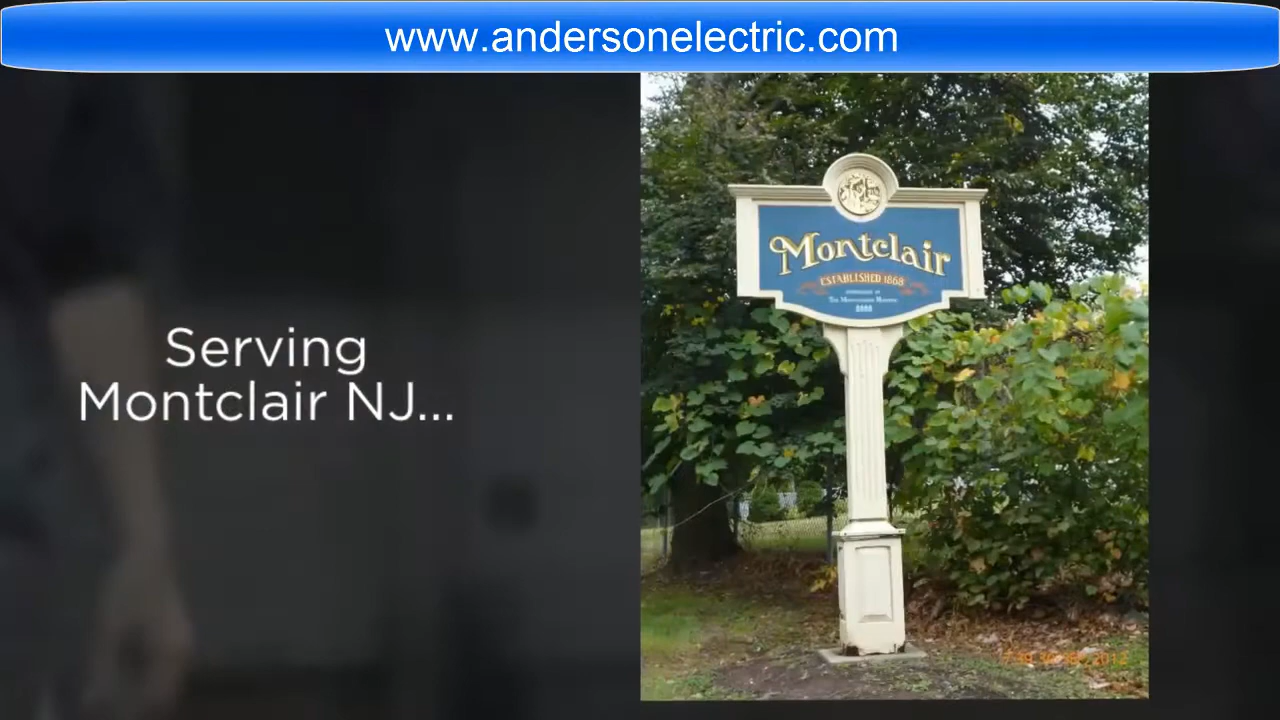 www.andersonelectric.com
Serving
Montclair NJ...
Montclair
ESTABLISHED 1868